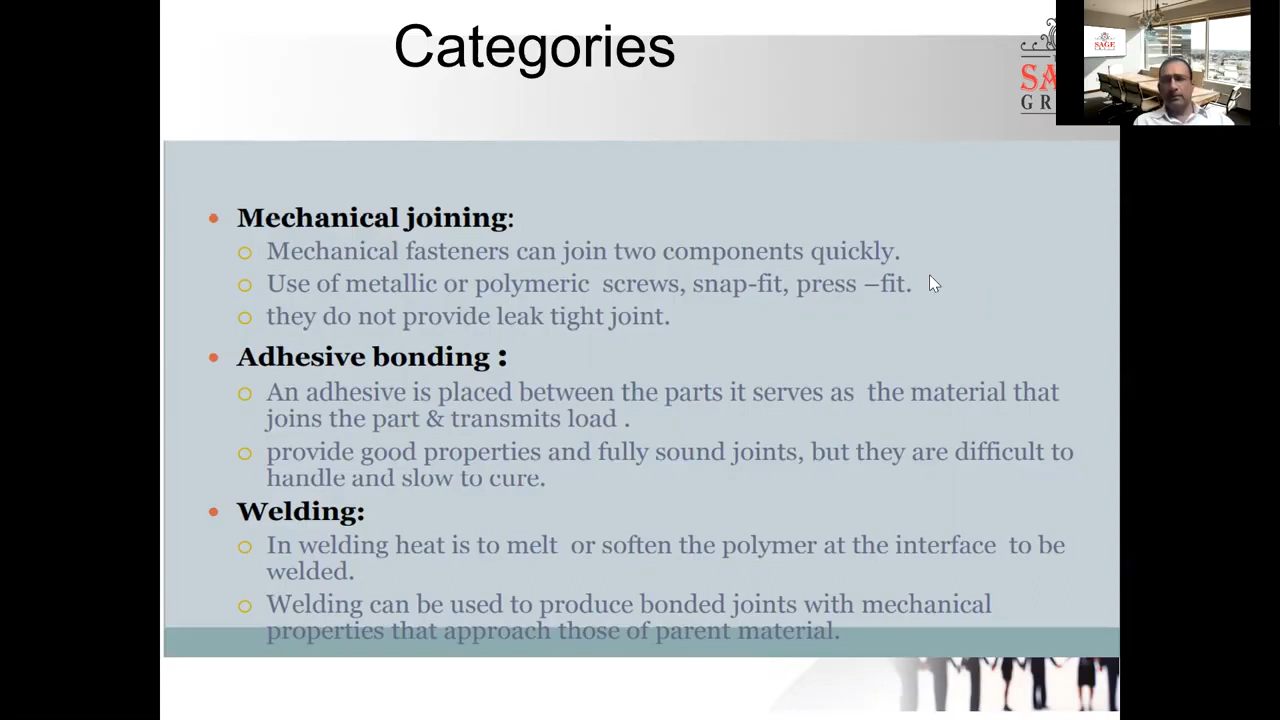 Categories
SAGE
Mechanical joining:
Mechanical fasteners can join two components quickly.
Use of metallic or polymeric screws, snap-fit, press –fit.
they do not provide leak tight joint.
Adhesive bonding :
An adhesive is placed between the parts it serves as the material that
joins the part & transmits load .
provide good properties and fully sound joints, but they are difficult to
handle and slow to cure.
Welding:
In welding heat is to melt or soften the polymer at the interface to be
welded.
Welding can be used to produce bonded joints with mechanical
properties that approach those of parent material.